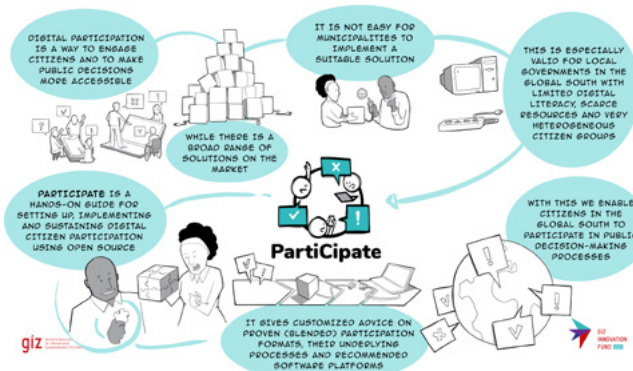 DIGITAL PARTICIPATION
IS A WAY TO ENGAGE
CITIZENS AND TO MAKE
PUBLIC DECISIONS
MORE ACCESSIBLE
WHILE THERE IS A
BROAD RANGE OF
SOLUTIONS ON THE
MARKET
IT IS NOT EASY FOR
MUNICIPALITIES TO
IMPLEMENT A
SUITABLE SOLUTION
THIS IS ESPECIALLY
VALID FOR LOCAL
GOVERNMENTS IN THE
GLOBAL SOUTH WITH
LIMITED DIGITAL
LITERACY, SCARCE
RESOURCES AND VERY
HETEROGENEOUS
CITIZEN GROUPS
PartiCipate
PARTICIPATE IS A
HANDS-ON GUIDE FOR
SETTING UP, IMPLEMENTING
AND SUSTAINING DIGITAL
CITIZEN PARTICIPATION
USING OPEN SOURCE
IT GIVES CUSTOMIZED ADVICE ON
PROVEN (BLENDED) PARTICIPATION
FORMATS, THEIR UNDERLYING
PROCESSES AND RECOMMENDED
SOFTWARE PLATFORMS
WITH THIS WE ENABLE
CITIZENS IN THE
GLOBAL SOUTH TO
PARTICIPATE IN PUBLIC
DECISION-MAKING
PROCESSES
giz
GIZ
INNOVATION
FUND